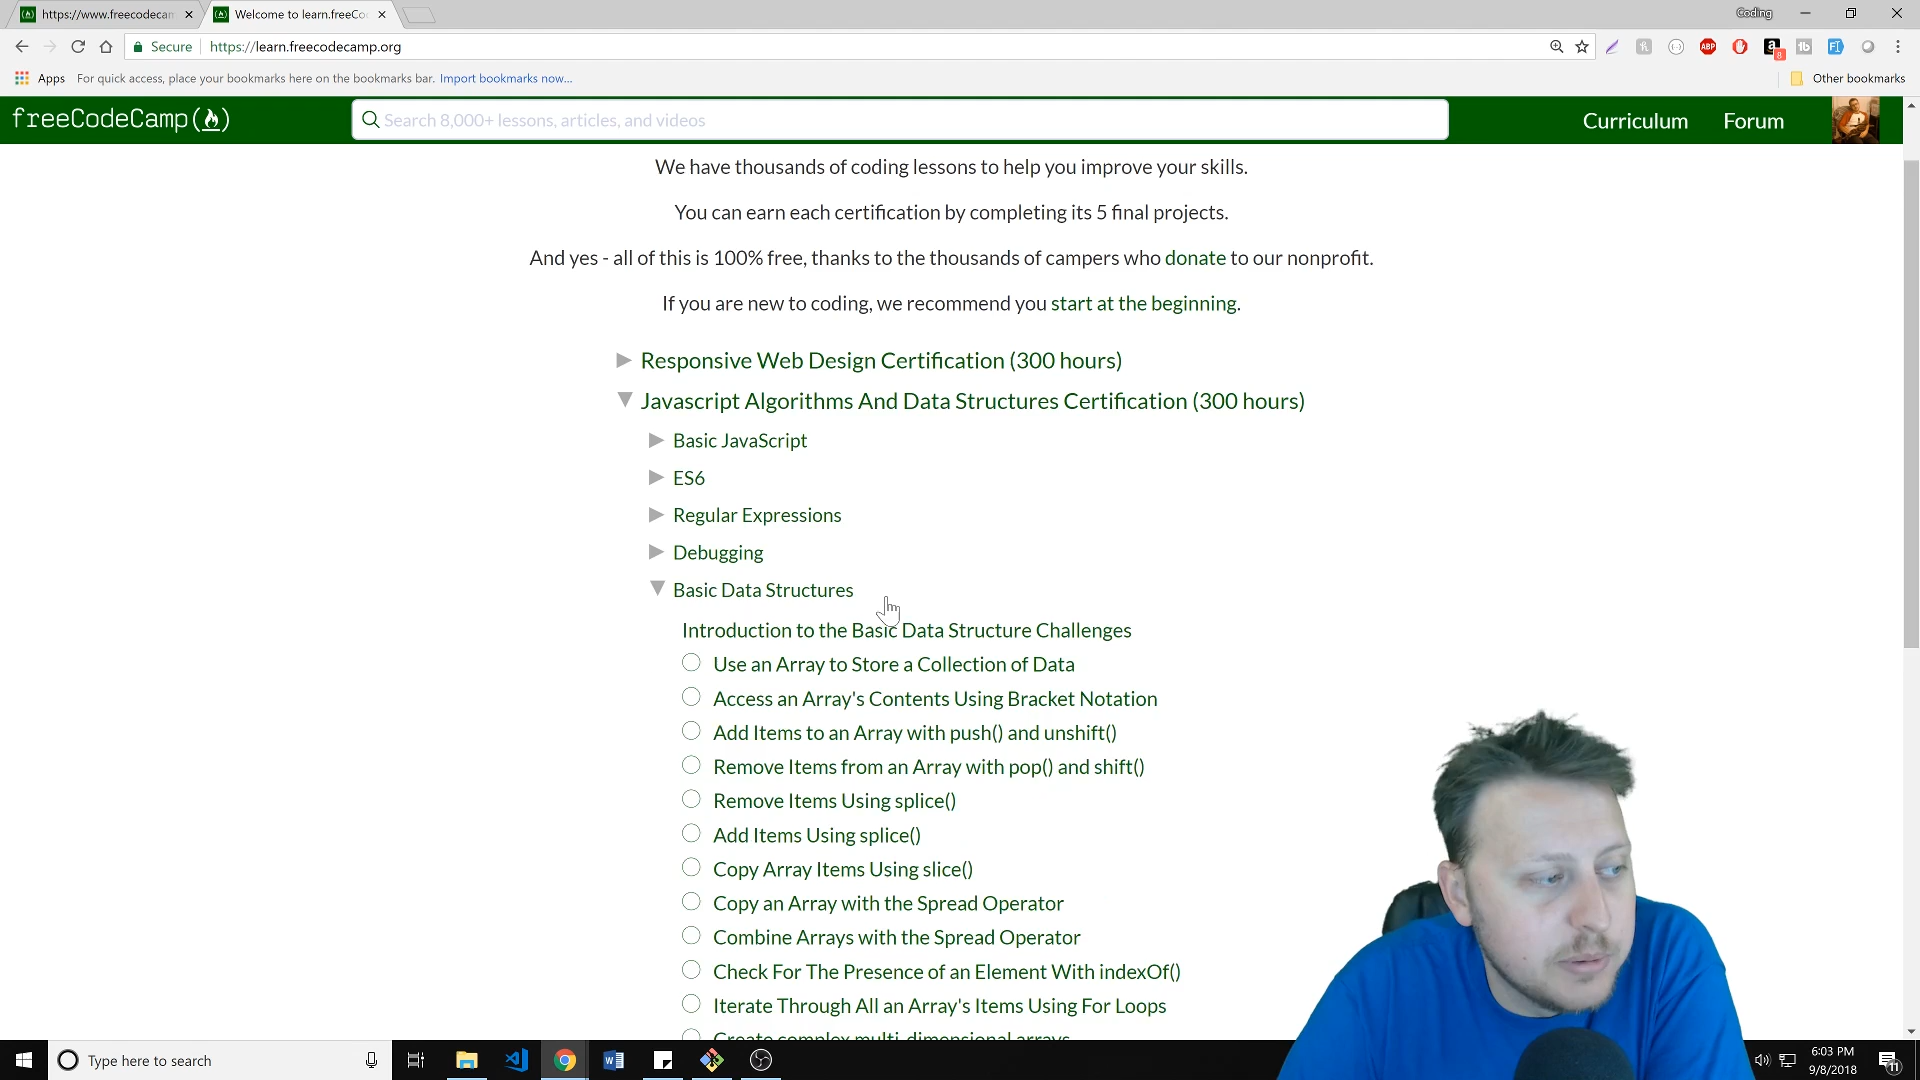 https://www.freecodecam
Welcome to learn.freeCo
Coding
Secure
https://learn.freecodecamp.org
ABP
8
Apps
For quick access, place your bookmarks here on the bookmarks bar. Import bookmarks now...
Other bookmarks
freeCodeCamp
Search 8,000+ lessons, articles, and videos
Curriculum
Forum
We have thousands of coding lessons to help you improve your skills.
You can earn each certification by completing its 5 final projects.
And yes - all of this is 100% free, thanks to the thousands of campers who donate to our nonprofit.
If you are new to coding, we recommend you start at the beginning.
Responsive Web Design Certification (300 hours)
Javascript Algorithms And Data Structures Certification (300 hours)
Basic JavaScript
ES6
Regular Expressions
Debugging
Basic Data Structures
Introduction to the Basic Data Structure Challenges
Use an Array to Store a Collection of Data
Access an Array's Contents Using Bracket Notation
Add Items to an Array with push() and unshift()
Remove Items from an Array with pop() and shift()
Remove Items Using splice()
Add Items Using splice()
Copy Array Items Using slice()
Copy an Array with the Spread Operator
Combine Arrays with the Spread Operator
Check For The Presence of an Element With indexOf()
Iterate Through All an Array's Items Using For Loops
Create complex multi-dimensional arrays
Type here to search
6:03 PM
9/8/2018
11